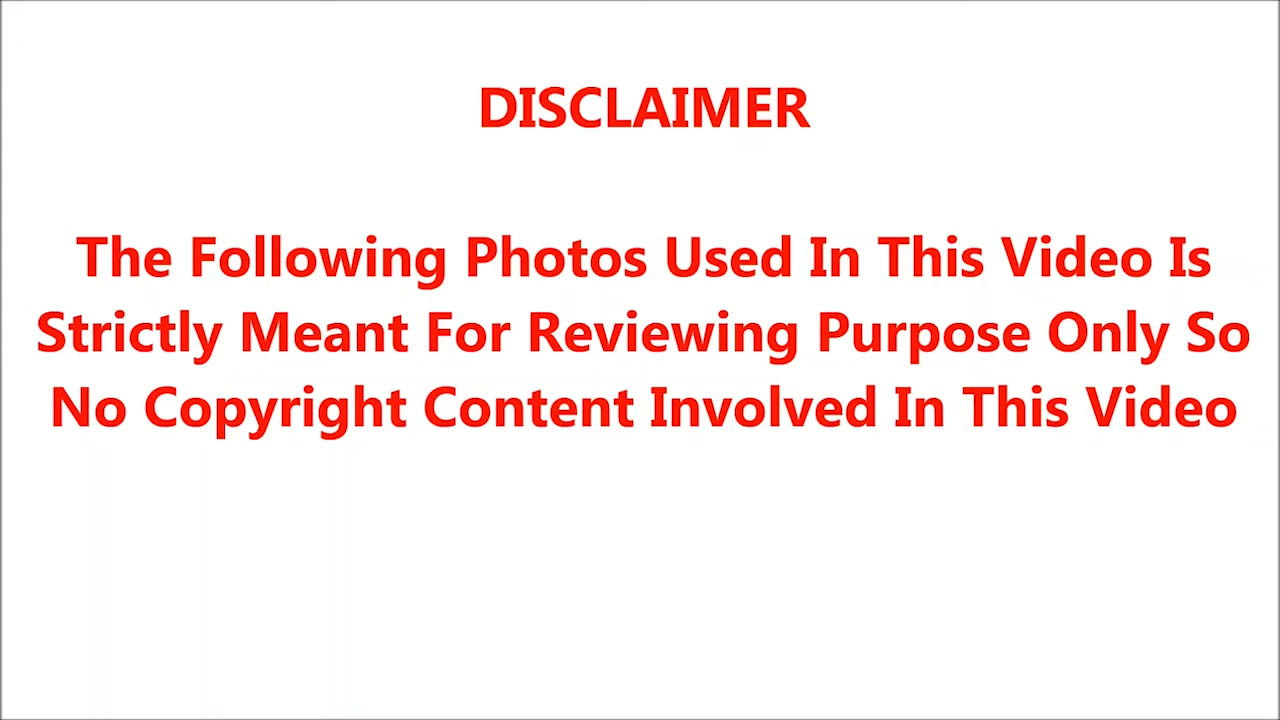 DISCLAIMER
The Following Photos Used In This Video Is
Strictly Meant For Reviewing Purpose Only So
No Copyright Content Involved In This Video